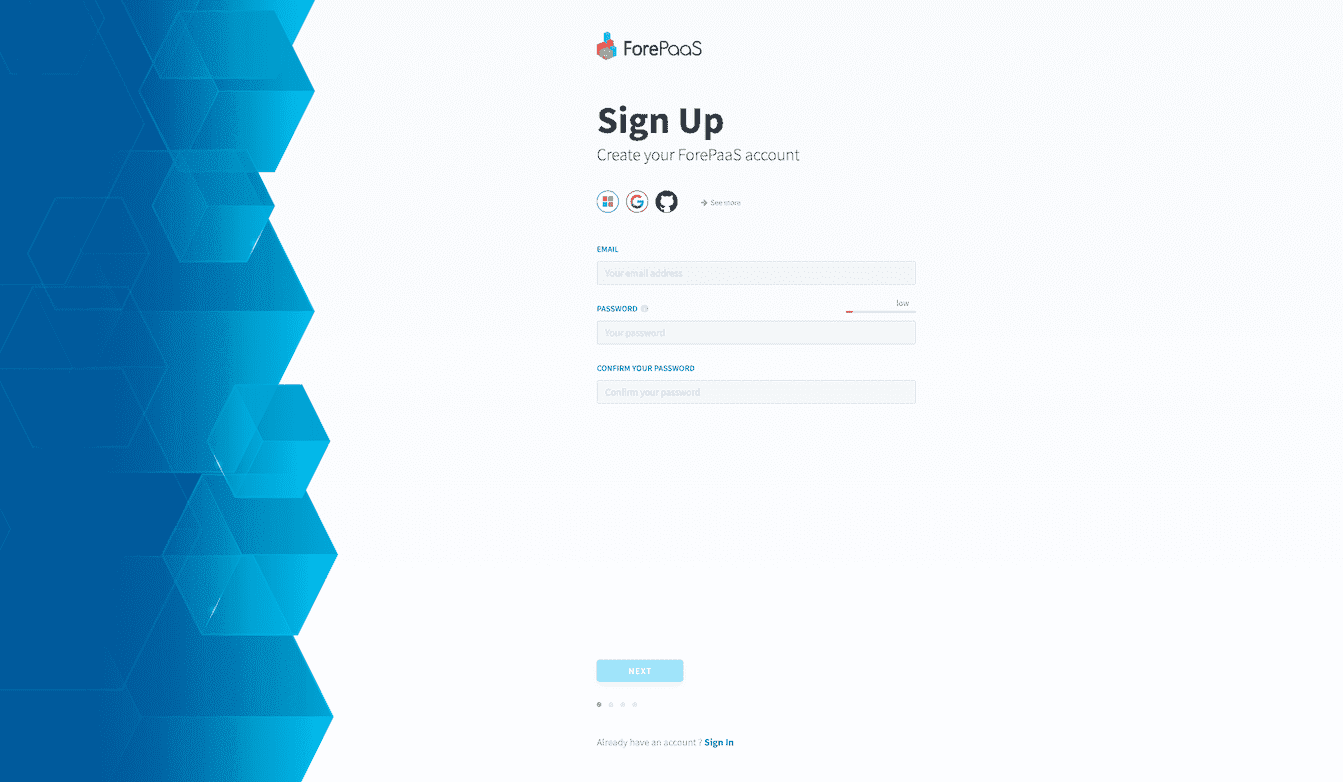 ForePaaS
Sign Up
Create your ForePaaS account
See more
EMAIL
Your email address
PASSWORD
low
Your password
CONFIRM YOUR PASSWORD
Confirm your password
NEXT
Already have an account ? Sign In